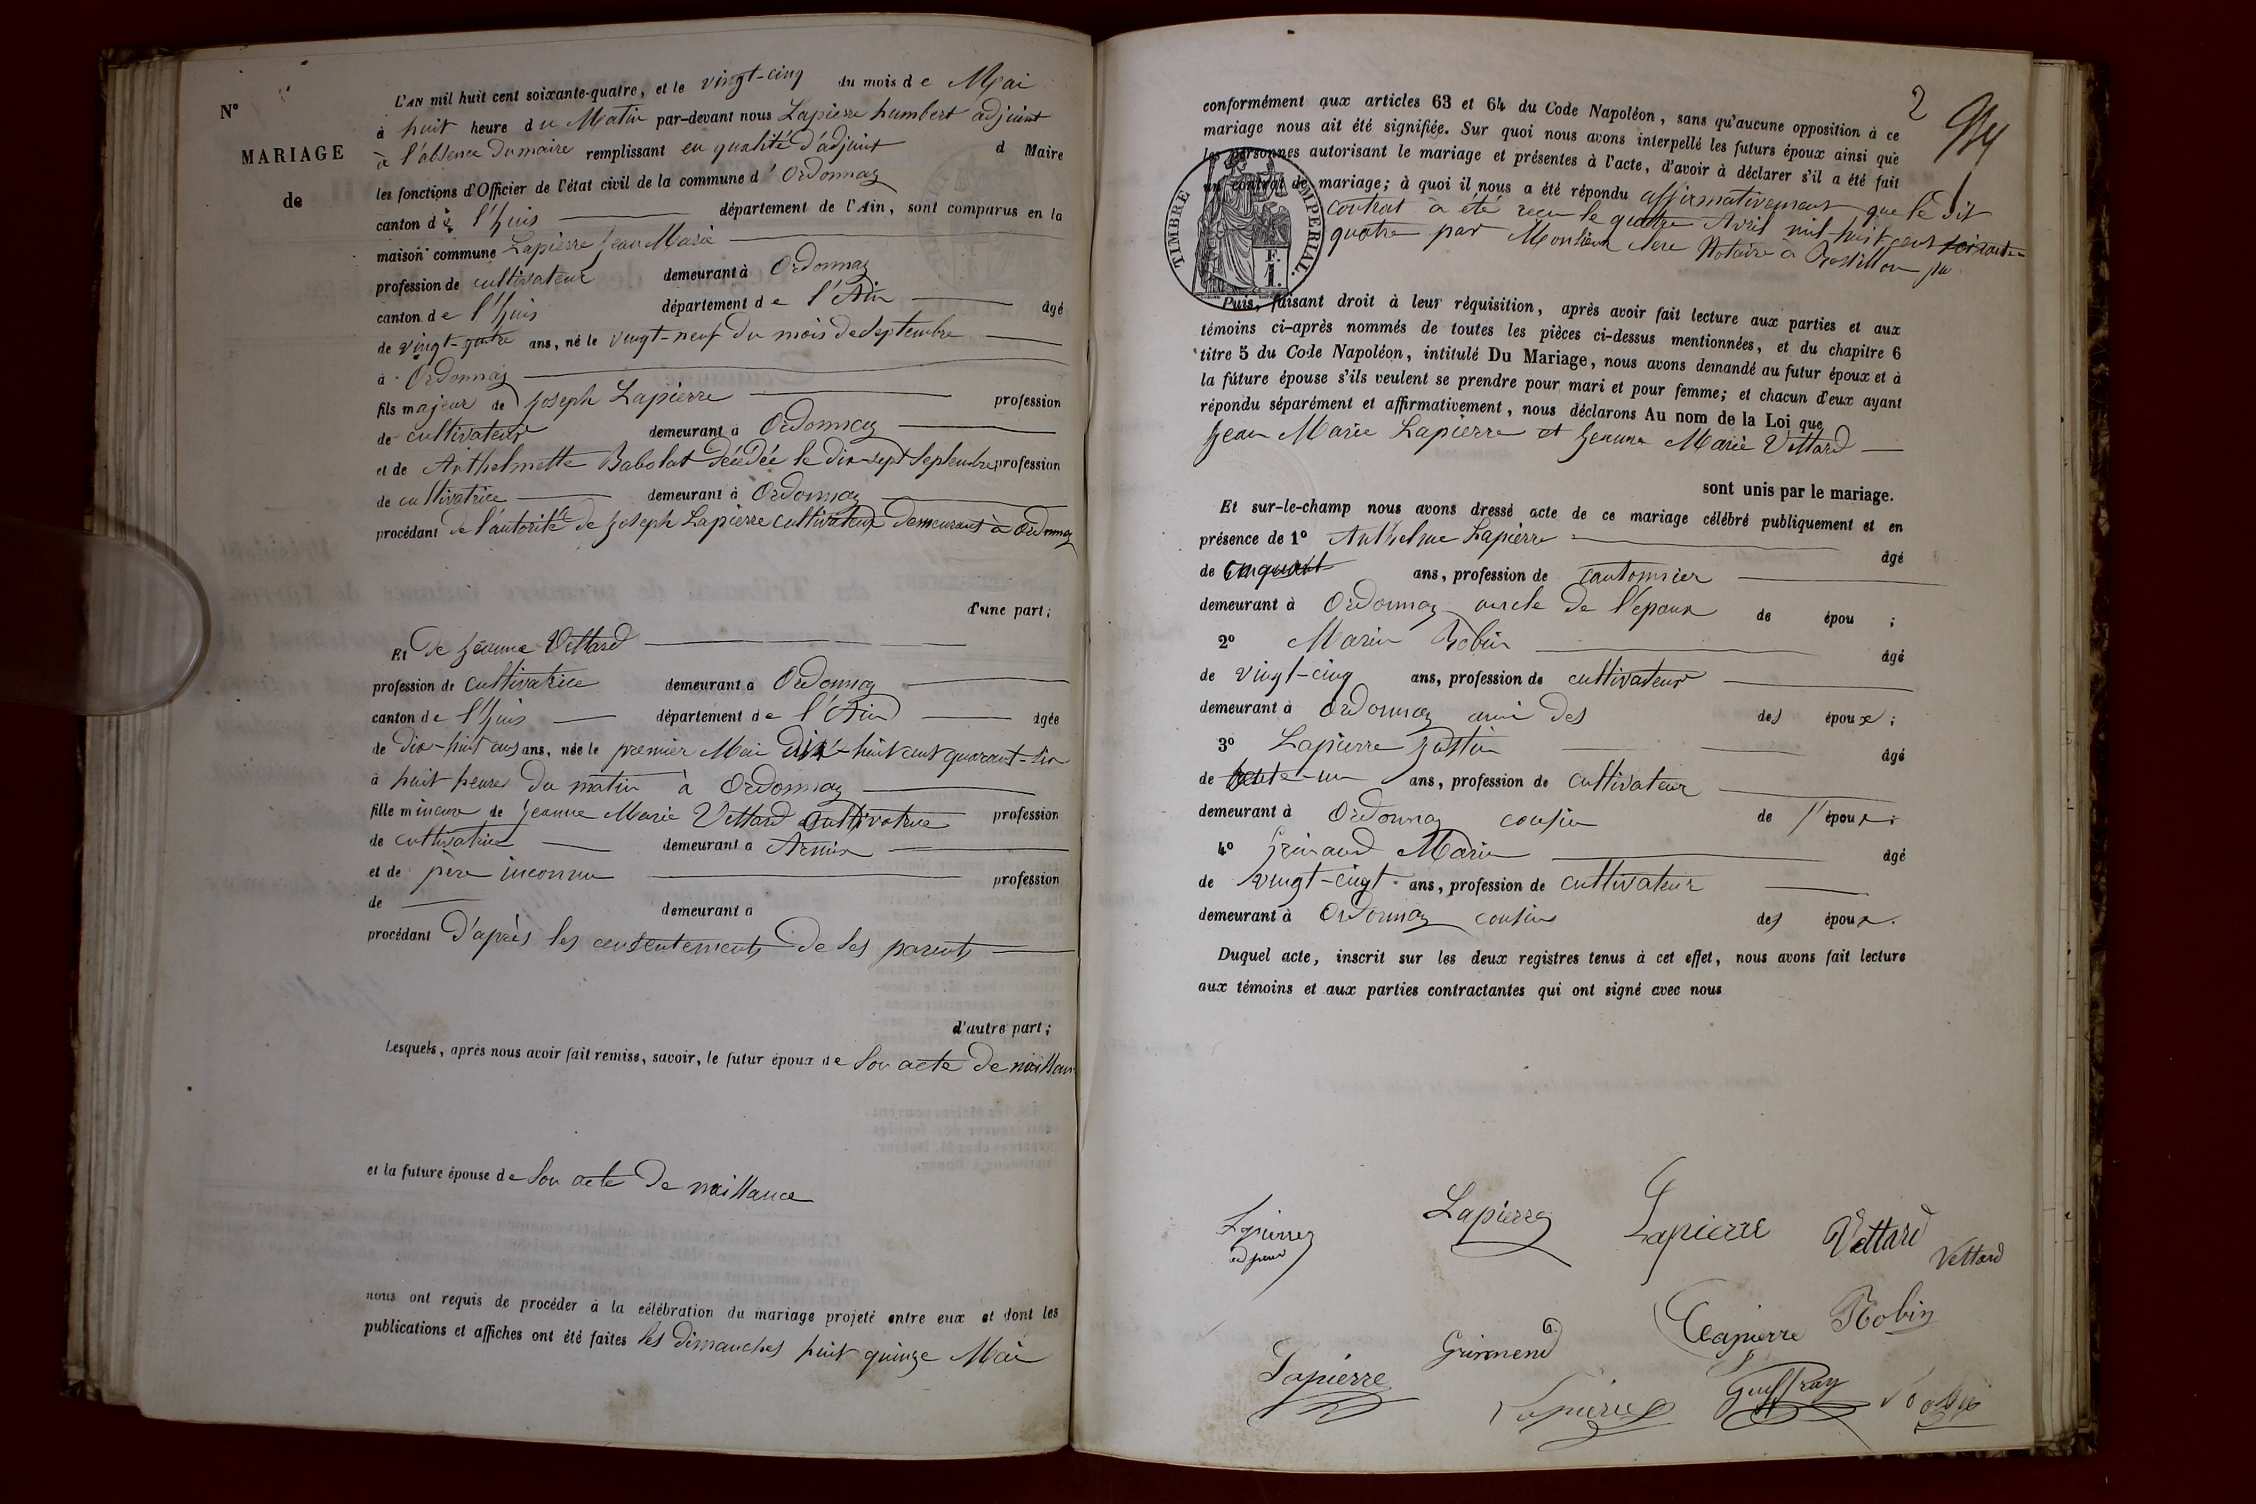 N°
MARIAGE
de
L'AN mil huit cent soixante-quatre, et le vingt-cinq du mois de Mai
à huit heure du Matin par-devant nous Lapierre humbert adjoint
à l'absence du maire remplissant en qualité d'adjoint d Maire
les fonctions d'Officier de l'état civil de la commune d' Ordonnaz
canton de l'huis département de l'Ain, sont comparus en la
maison commune Lapierre Jean Marie
profession de cultivateur demeurant à Ordonnaz
canton de l'huis département de l'Ain âgé
de vingt-quatre ans, né le vingt-neuf du mois de Septembre
à Ordonnaz
fils majeur de Joseph Lapierre profession
de cultivateur demeurant à Ordonnaz
et de Anthelmette Babolat décédée le dix-sept Septembre profession
de cultivatrice demeurant à Ordonnaz
procédant de l'autorité de Joseph Lapierre cultivateur demeurant à Ordonnaz
d'une part;
Et de Jeanne Vettard
profession de cultivatrice demeurant à Ordonnaz
canton de l'huis département de l'Ain âgée
de dix-huit ans ans, née le premier Mai dix-huit cent quarant-six
à huit heures du matin à Ordonnaz
fille mineure de Jeanne Marie Vettard cultivatrice profession
de cultivatrice demeurant à Armix
et de père inconnu profession
de demeurant à
procédant d'après les consentements de ses parents
d'autre part;
Lesquels, après nous avoir fait remise, savoir, le futur époux de son acte de naissance
et la future épouse de son acte de naissance
nous ont requis de procéder à la célébration du mariage projeté entre eux et dont les
publications et affiches ont été faites les dimanches huit quinze Mai
2
conformément aux articles 63 et 64 du Code Napoléon, sans qu'aucune opposition à ce
mariage nous ait été signifiée. Sur quoi nous avons interpellé les futurs époux ainsi que
les personnes autorisant le mariage et présentes à l'acte, d'avoir à déclarer s'il a été fait
un contrat de mariage; à quoi il nous a été répondu affirmativement que le dit
contrat à été reçu le quatre Avril mil huit cent soixante-
quatre par Monsieur Notaire à
TIMBRE IMPERIAL.
F. 1.
Puis, faisant droit à leur réquisition, après avoir fait lecture aux parties et aux
témoins ci-après nommés de toutes les pièces ci-dessus mentionnées, et du chapitre 6
titre 5 du Code Napoléon, intitulé Du Mariage, nous avons demandé au futur époux et à
la future épouse s'ils veulent se prendre pour mari et pour femme; et chacun d'eux ayant
répondu séparément et affirmativement, nous déclarons Au nom de la Loi que
Jean Marie Lapierre et Jeanne Marie Vettard
sont unis par le mariage.
Et sur-le-champ nous avons dressé acte de ce mariage célébré publiquement et en
présence de 1° Anthelme Lapierre âgé
de cinquant ans, profession de cantonnier
demeurant à Ordonnaz oncle de l'epoux de épou ;
2° Marin Robin âgé
de vingt-cinq ans, profession de cultivateur
demeurant à Ordonnaz ami des des époux;
3° Lapierre Justin âgé
de trente-un ans, profession de cultivateur
demeurant à Ordonnaz cousin de l'époux.
4° Marin âgé
de vingt-cinqt ans, profession de cultivateur
demeurant à Ordonnaz cousins des époux.
Duquel acte, inscrit sur les deux registres tenus à cet effet, nous avons fait lecture
aux témoins et aux parties contractantes qui ont signé avec nous
Lapierre Lapierre Lapierre Vettard Vettard
adjoint
Lapierre Robin
Lapierre